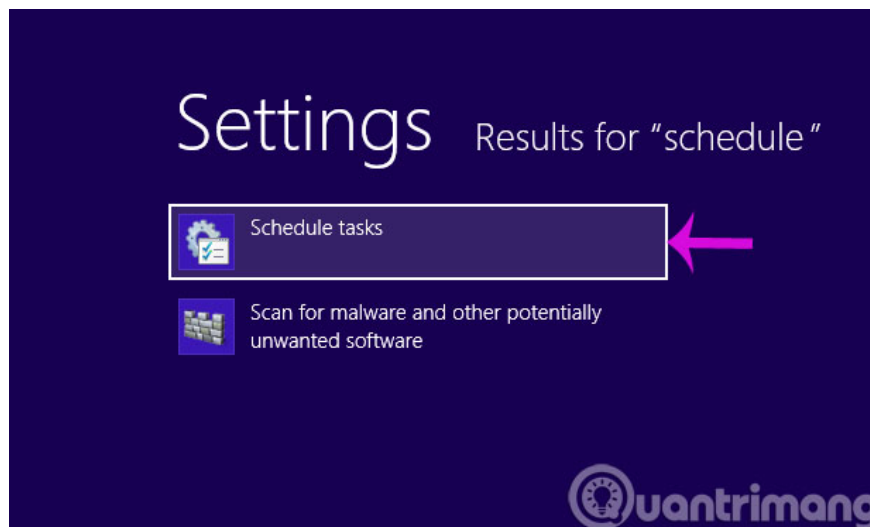 Settings Results for "schedule"
Schedule tasks
Scan for malware and other potentially
unwanted software
Quantrimang